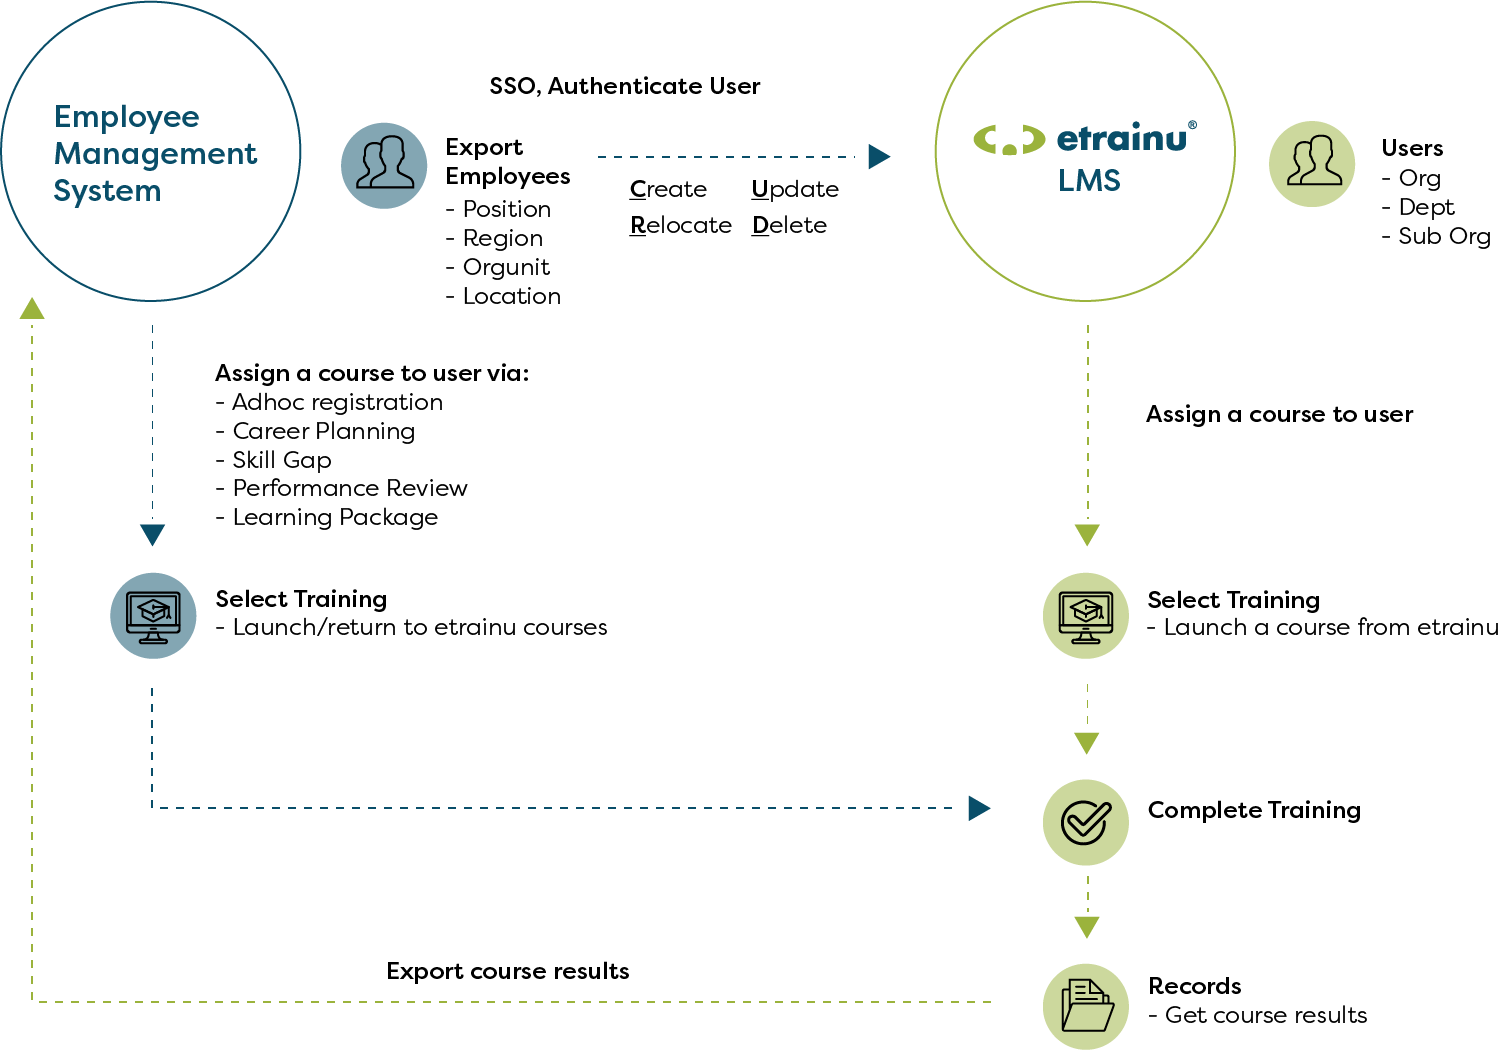 Employee
Management
System
SSO, Authenticate User
Export
Employees
- Position
- Region
- Orgunit
- Location
Create Update
Relocate Delete
etrainu®
LMS
Users
- Org
- Dept
- Sub Org
Assign a course to user via:
- Adhoc registration
- Career Planning
- Skill Gap
- Performance Review
- Learning Package
Assign a course to user
Select Training
- Launch/return to etrainu courses
Select Training
- Launch a course from etrainu
Complete Training
Export course results
Records
- Get course results